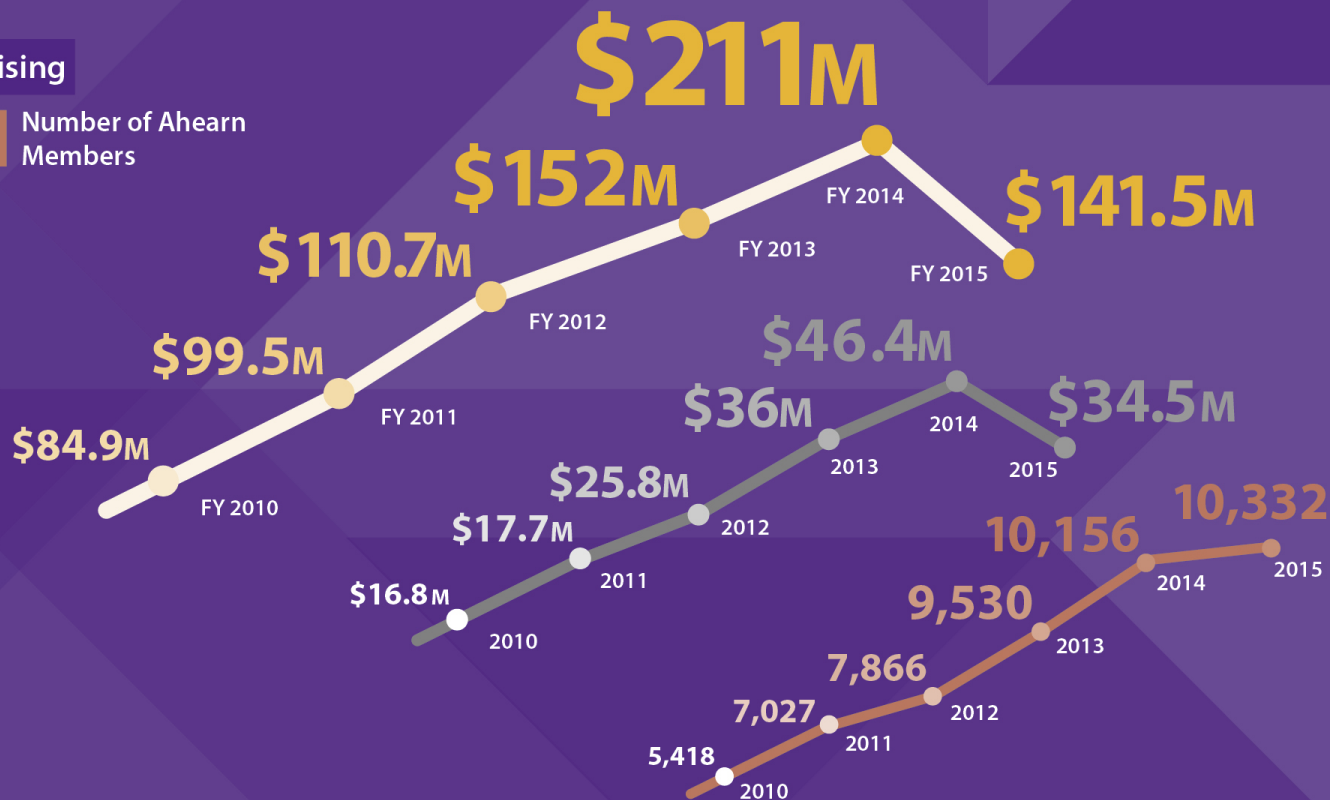 ising
Number of Ahearn
Members
$211M
$152M
FY 2014
$141.5M
$110.7M
FY 2013
FY 2015
FY 2012
$99.5M
FY 2011
$84.9M
FY 2010
$46.4M
$36M
2014
$34.5M
2013
2015
$25.8M
2012
$17.7M
2011
$16.8M
2010
10,332
10,156
2015
2014
9,530
2013
7,866
2012
7,027
2011
5,418
2010